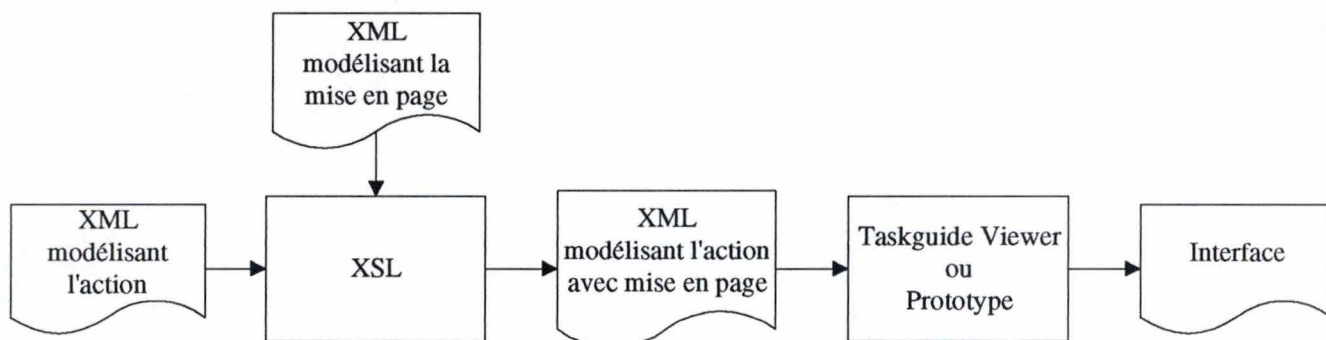 XML
modélisant la
mise en page
XML
modélisant
l'action
XSL
XML
modélisant l'action
avec mise en page
Taskguide Viewer
ou
Prototype
Interface